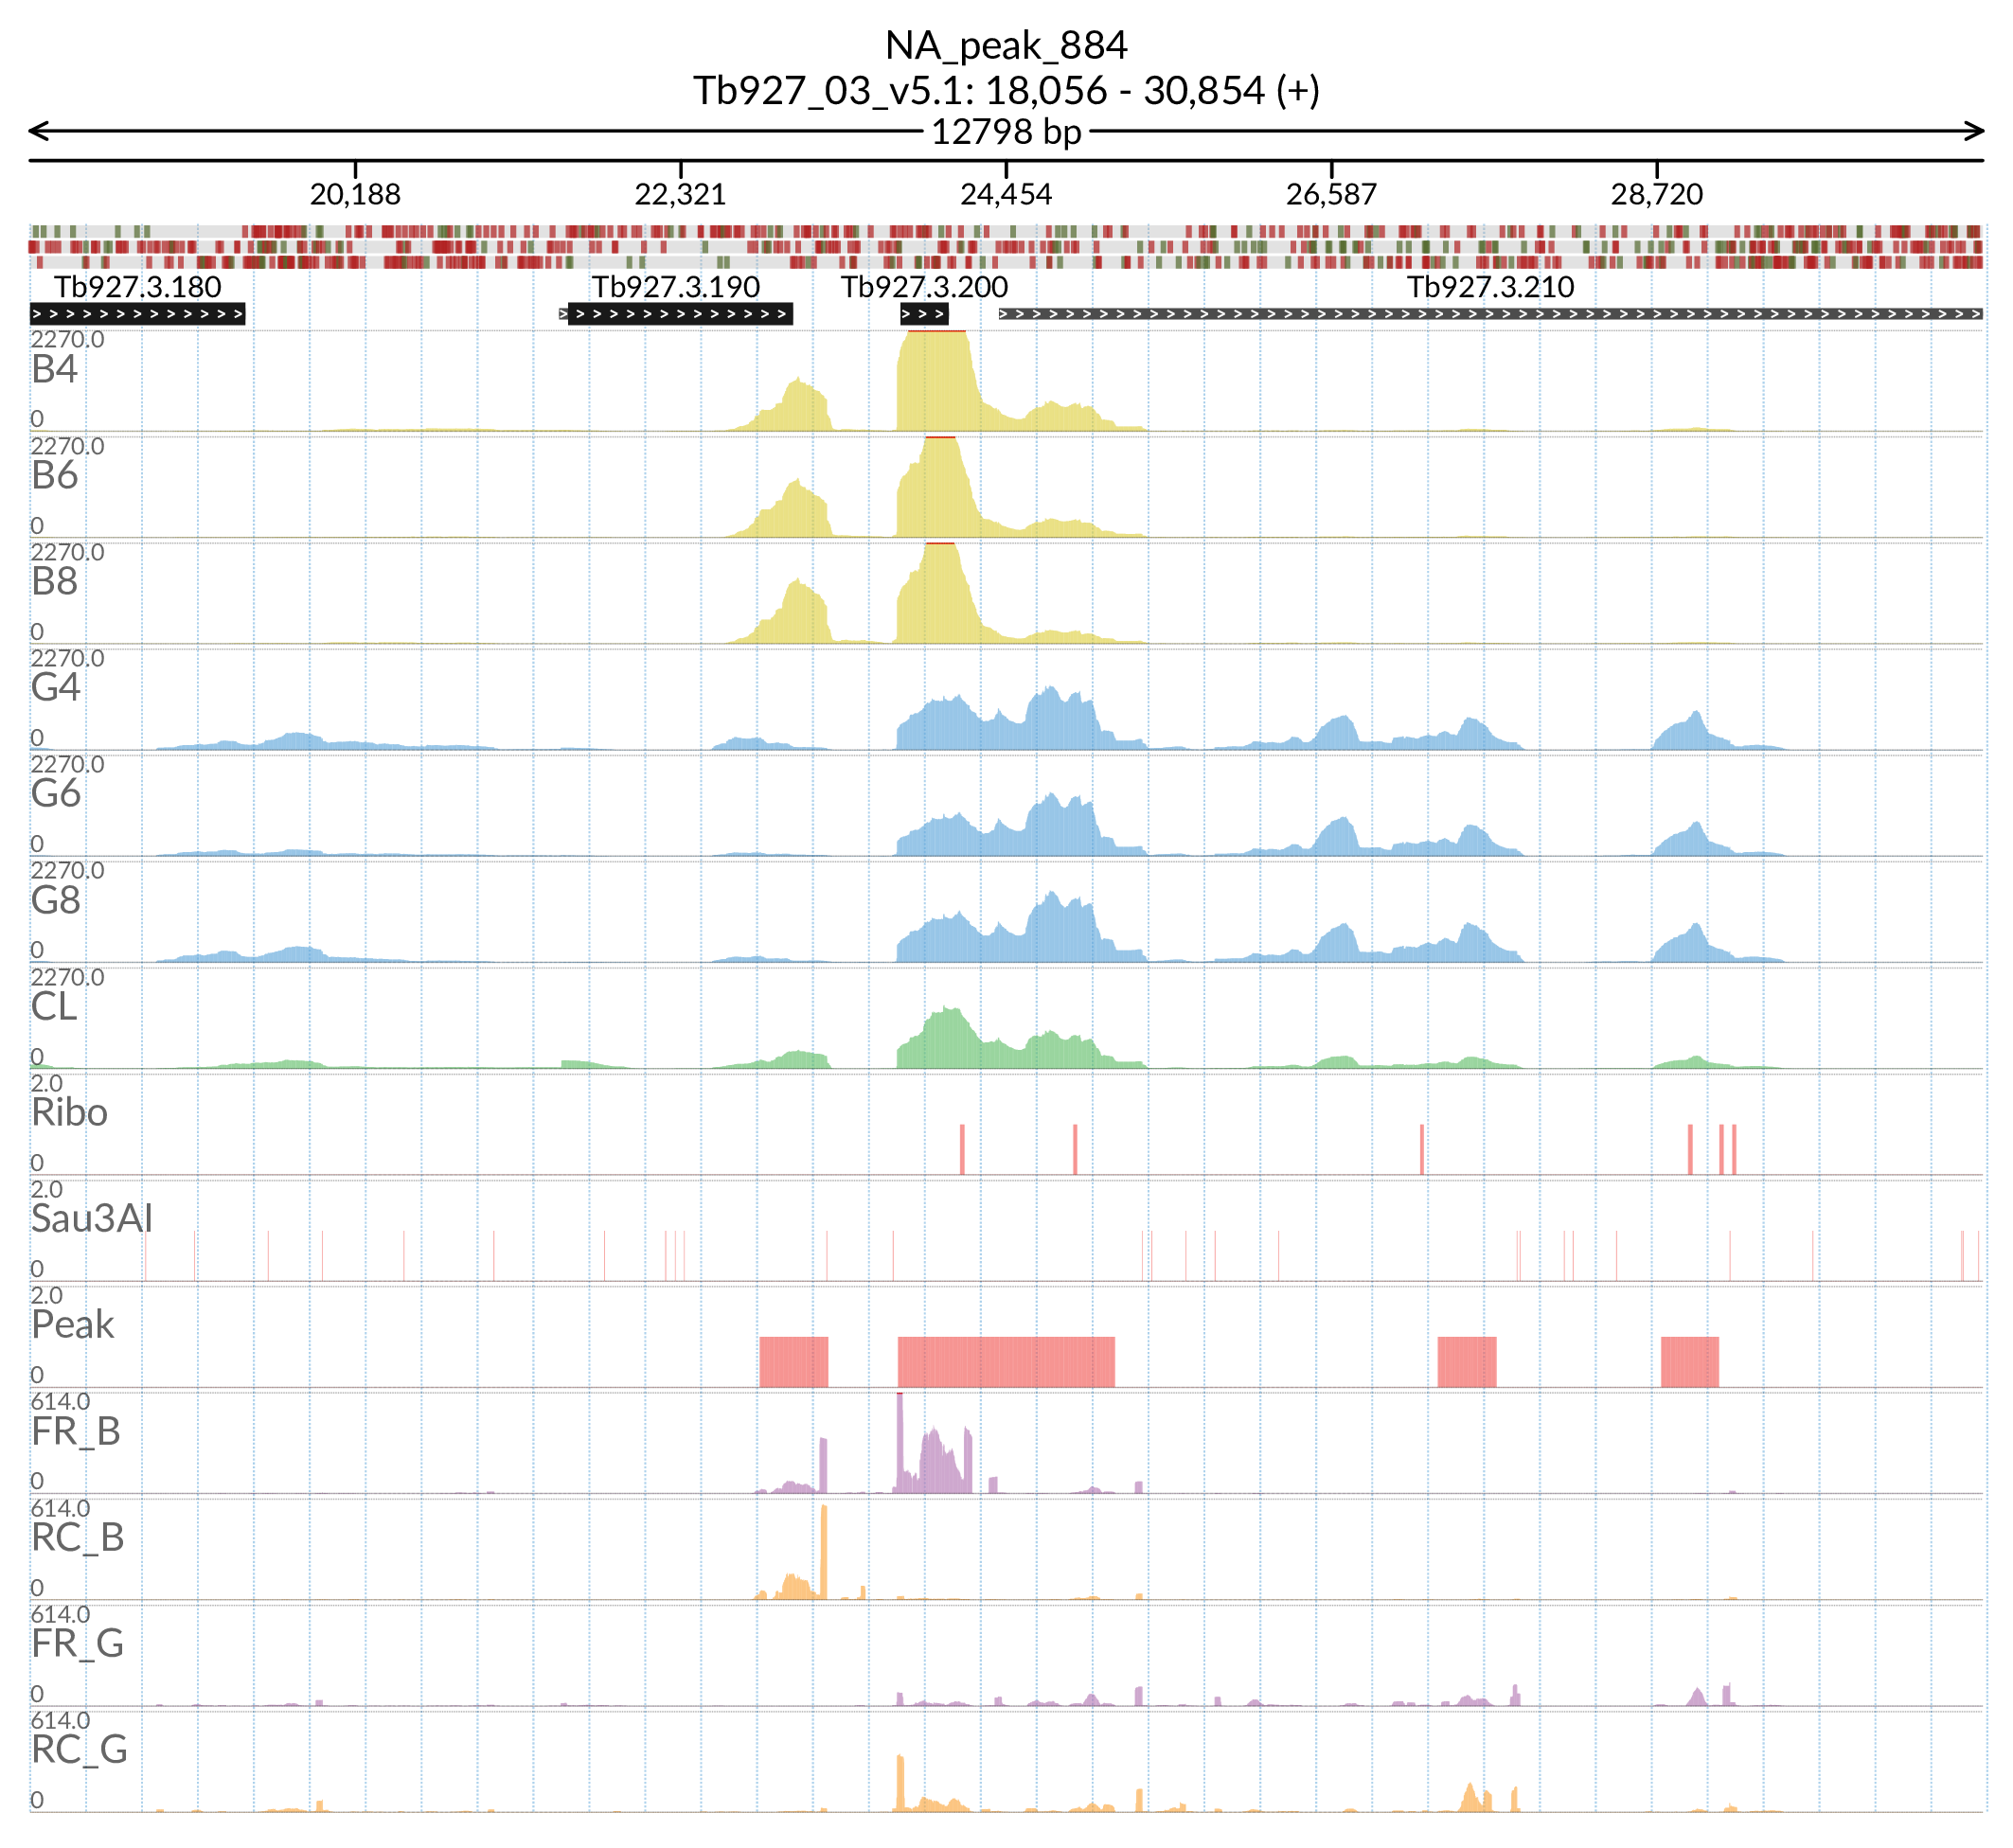 NA_peak_884
Tb927_03_v5.1: 18,056 - 30,854 (+)
12798 bp
20,188 22,321 24,454 26,587 28,720
Tb927.3.180 Tb927.3.190 Tb927.3.200 Tb927.3.210
2270.0
B4
0
2270.0
B6
0
2270.0
B8
0
2270.0
G4
0
2270.0
G6
0
2270.0
G8
0
2270.0
CL
0
2.0
Ribo
0
2.0
Sau3AI
0
2.0
Peak
0
614.0
FR_B
0
614.0
RC_B
0
614.0
FR_G
0
614.0
RC_G
0